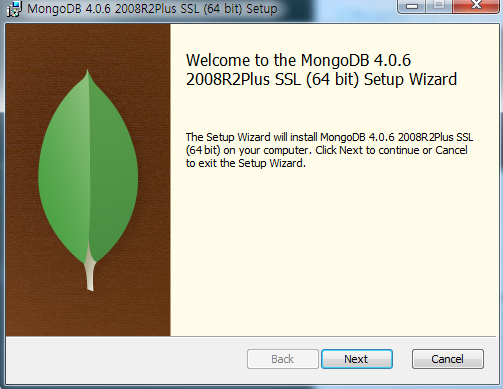 MongoDB 4.0.6 2008R2Plus SSL (64 bit) Setup
Welcome to the MongoDB 4.0.6
2008R2Plus SSL (64 bit) Setup Wizard
The Setup Wizard will install MongoDB 4.0.6 2008R2Plus SSL
(64 bit) on your computer. Click Next to continue or Cancel
to exit the Setup Wizard.
Back Next Cancel